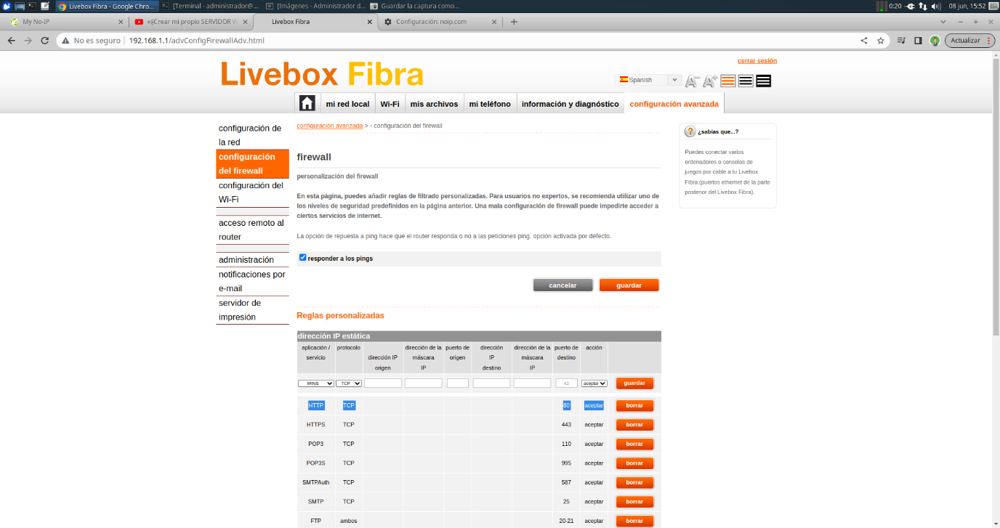 Livebox Fibra - Google Chro...
[Terminal - administrador@...
[[Imágenes - Administrador d...
Guardar la captura como...
0:20
08 jun, 15:52
My No-IP
Livebox Fibra
Configuración: noip.com
No es seguro
192.168.1.1/advConfigFirewallAdv.html
Actualizar
cerrar sesión
Livebox Fibra
Spanish
A-
A+
mi red local
Wi-Fi
mis archivos
mi teléfono
información y diagnóstico
configuración avanzada
configuración de
la red
configuración
del firewall
configuración del
Wi-Fi
acceso remoto al
router
administración
notificaciones por
e-mail
servidor de
impresión
configuración avanzada > - configuración del firewall
firewall
personalización del firewall
En esta página, puedes añadir reglas de filtrado personalizadas. Para usuarios no expertos, se recomienda utilizar uno de
los niveles de seguridad predefinidos en la página anterior. Una mala configuración de firewall puede impedirte acceder a
ciertos servicios de internet.
La opción de repuesta a ping hace que el router responda o no a las peticiones ping. opción activada por defecto.
responder a los pings
cancelar
guardar
¿sabías que...?
Puedes conectar varios
ordenadores o consolas de
juegos por cable a tu Livebox
Fibra (puertos ethernet de la parte
posterior del Livebox Fibra).
Reglas personalizadas
dirección IP estática
aplicación /
servicio
protocolo
dirección IP
origen
dirección de la
máscara
IP
puerto de
origen
dirección
IP
destino
dirección de la
máscara
IP
puerto de
destino
acción
WINS TCP 42 aceptar guardar
HTTP TCP 80 aceptar borrar
HTTPS TCP 443 aceptar borrar
POP3 TCP 110 aceptar borrar
POP3S TCP 995 aceptar borrar
SMTPAuth TCP 587 aceptar borrar
SMTP TCP 25 aceptar borrar
FTP ambos 20-21 aceptar borrar